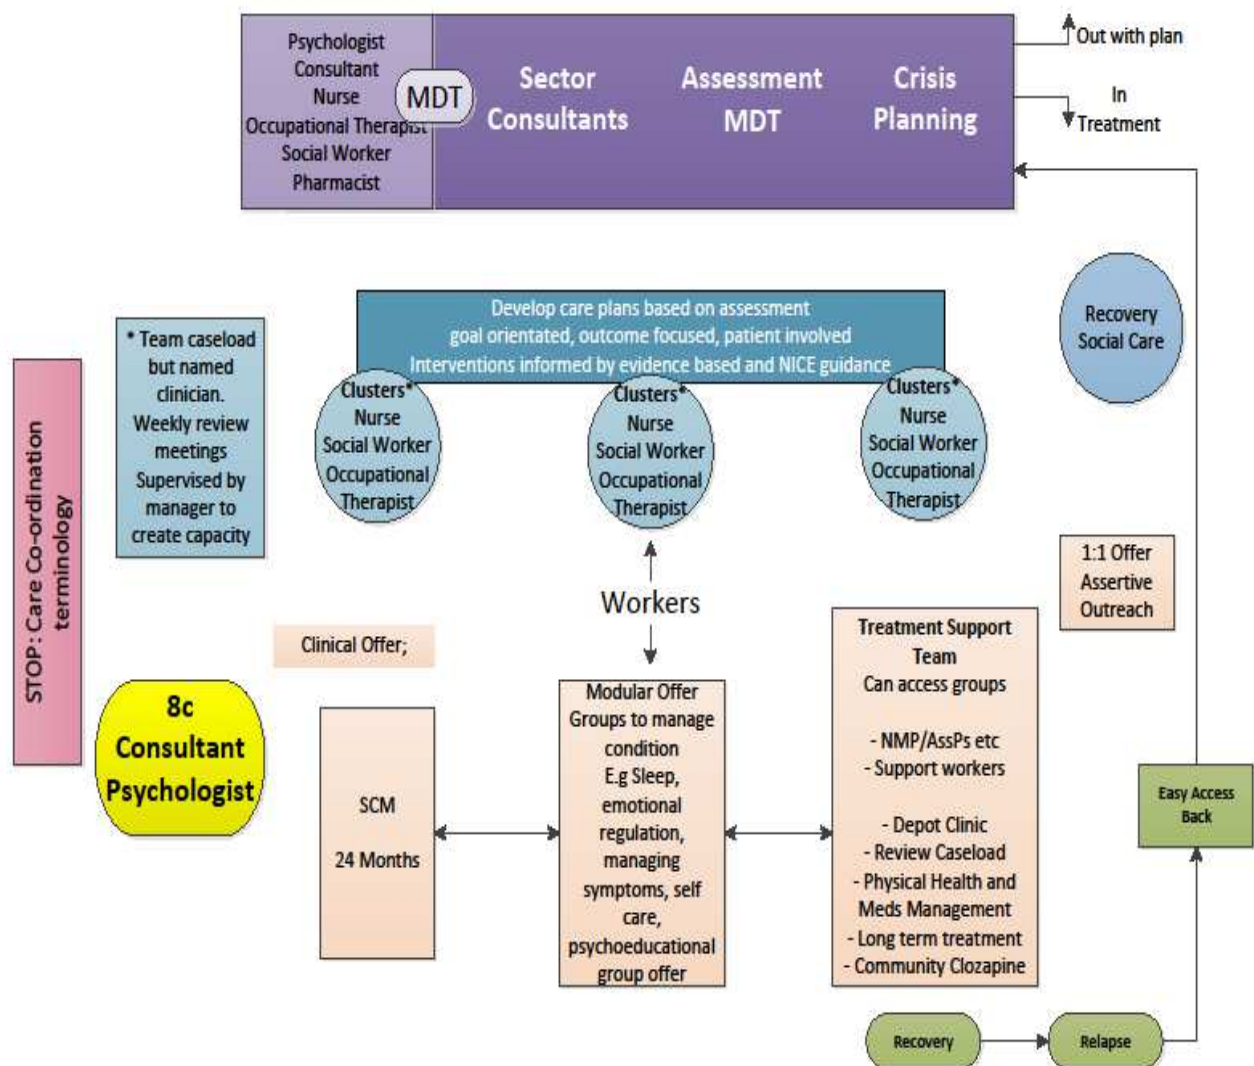 Psychologist
Consultant
Nurse
Occupational Therapist
Social Worker
Pharmacist
MDT
Sector
Consultants
Assessment
MDT
Crisis
Planning
Out with plan
In
Treatment
Develop care plans based on assessment
goal orientated, outcome focused, patient involved
Interventions informed by evidence based and NICE guidance
Recovery
Social Care
STOP: Care Co-ordination
terminology
* Team caseload
but named
clinician.
Weekly review
meetings
Supervised by
manager to
create capacity
Clusters*
Nurse
Social Worker
Occupational
Therapist
Clusters*
Nurse
Social Worker
Occupational
Therapist
Clusters*
Nurse
Social Worker
Occupational
Therapist
Workers
1:1 Offer
Assertive
Outreach
Clinical Offer;
8c
Consultant
Psychologist
SCM
24 Months
Modular Offer
Groups to manage
condition
E.g Sleep,
emotional
regulation,
managing
symptoms, self
care,
psychoeducational
group offer
Treatment Support
Team
Can access groups
- NMP/AssPs etc
- Support workers
- Depot Clinic
- Review Caseload
- Physical Health and
Meds Management
- Long term treatment
- Community Clozapine
Easy Access
Back
Recovery
Relapse